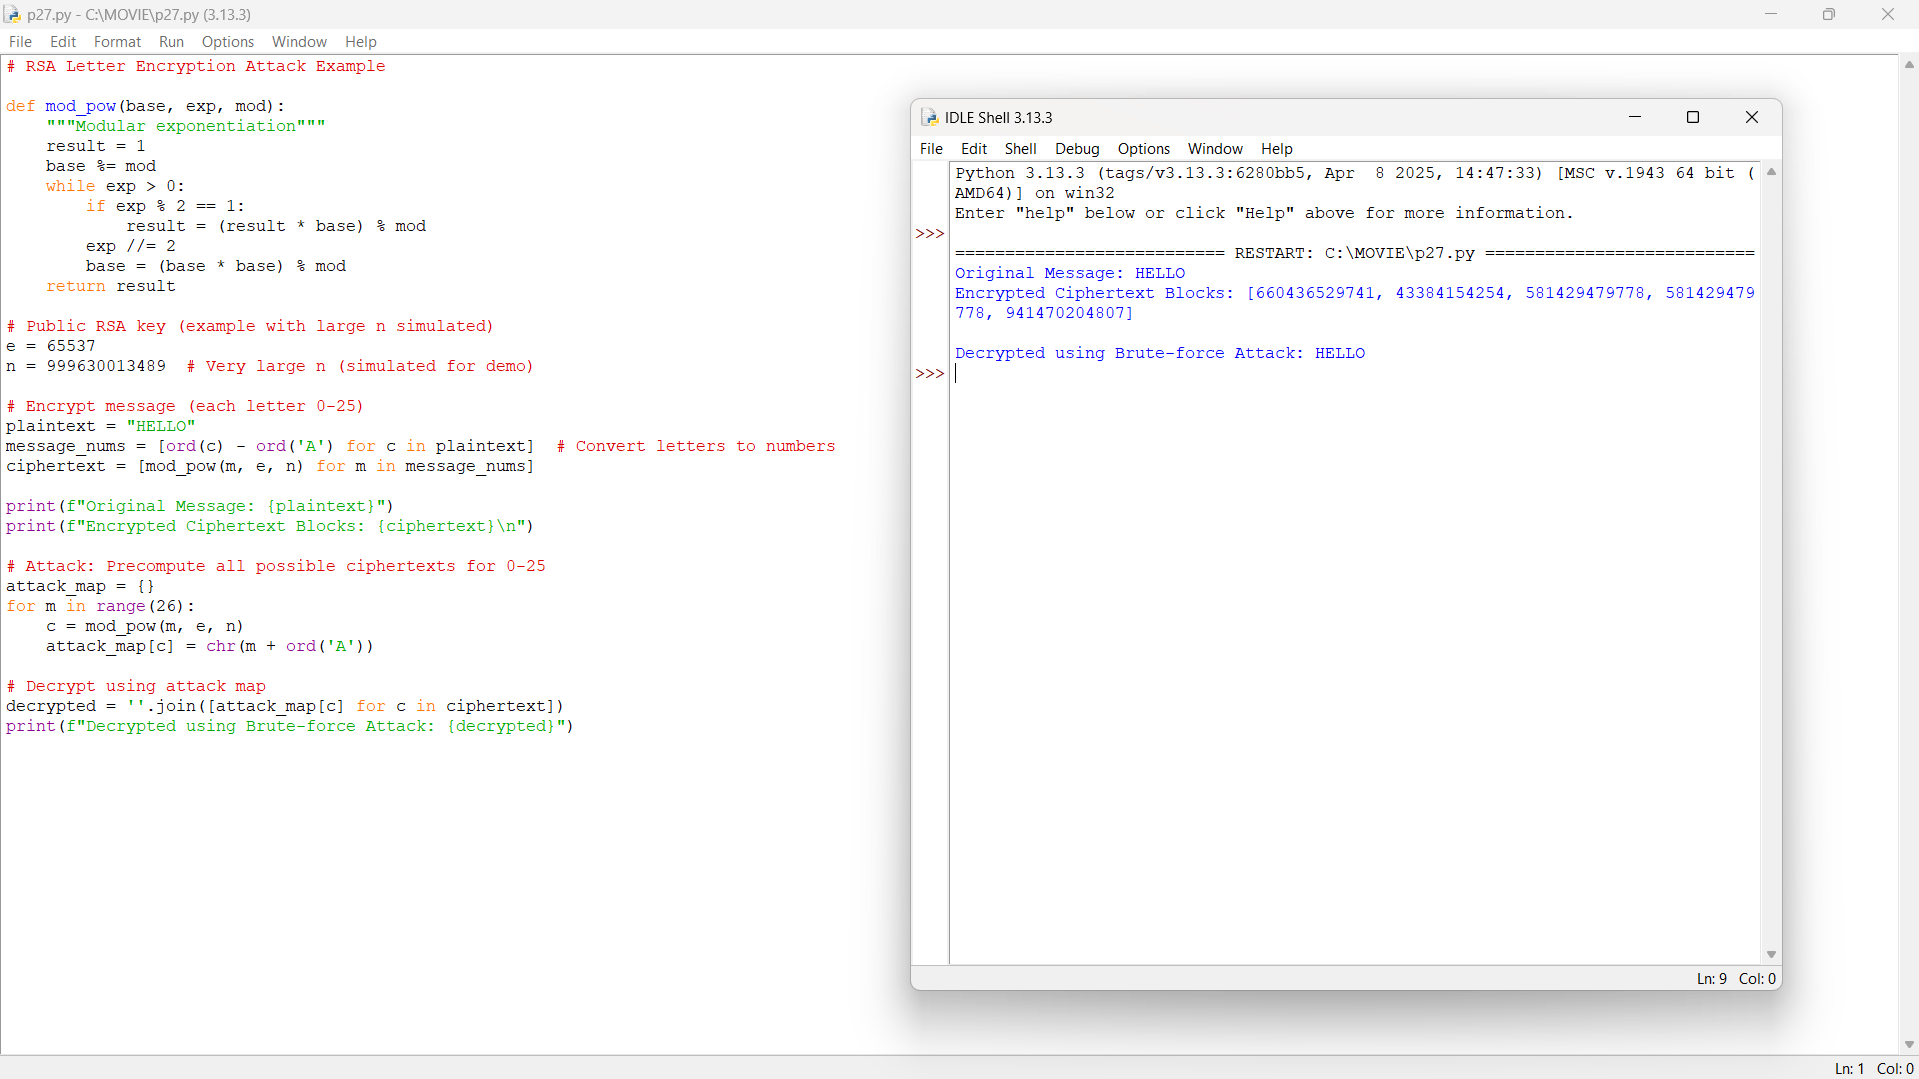 p27.py - C:\MOVIE\p27.py (3.13.3)
File Edit Format Run Options Window Help
# RSA Letter Encryption Attack Example
def mod_pow(base, exp, mod):
    """Modular exponentiation"""
    result = 1
    base %= mod
    while exp > 0:
        if exp % 2 == 1:
            result = (result * base) % mod
        exp //= 2
        base = (base * base) % mod
    return result
# Public RSA key (example with large n simulated)
e = 65537
n = 999630013489  # Very large n (simulated for demo)
# Encrypt message (each letter 0-25)
plaintext = "HELLO"
message_nums = [ord(c) - ord('A') for c in plaintext]  # Convert letters to numbers
ciphertext = [mod_pow(m, e, n) for m in message_nums]
print(f"Original Message: {plaintext}")
print(f"Encrypted Ciphertext Blocks: {ciphertext}\n")
# Attack: Precompute all possible ciphertexts for 0-25
attack_map = {}
for m in range(26):
    c = mod_pow(m, e, n)
    attack_map[c] = chr(m + ord('A'))
# Decrypt using attack map
decrypted = ''.join([attack_map[c] for c in ciphertext])
print(f"Decrypted using Brute-force Attack: {decrypted}")
Ln: 1 Col: 0
IDLE Shell 3.13.3
File Edit Shell Debug Options Window Help
Python 3.13.3 (tags/v3.13.3:6280bb5, Apr  8 2025, 14:47:33) [MSC v.1943 64 bit (
AMD64)] on win32
Enter "help" below or click "Help" above for more information.
>>>
=========================== RESTART: C:\MOVIE\p27.py ===========================
Original Message: HELLO
Encrypted Ciphertext Blocks: [660436529741, 43384154254, 581429479778, 581429479
778, 941470204807]
Decrypted using Brute-force Attack: HELLO
>>>
Ln: 9 Col: 0